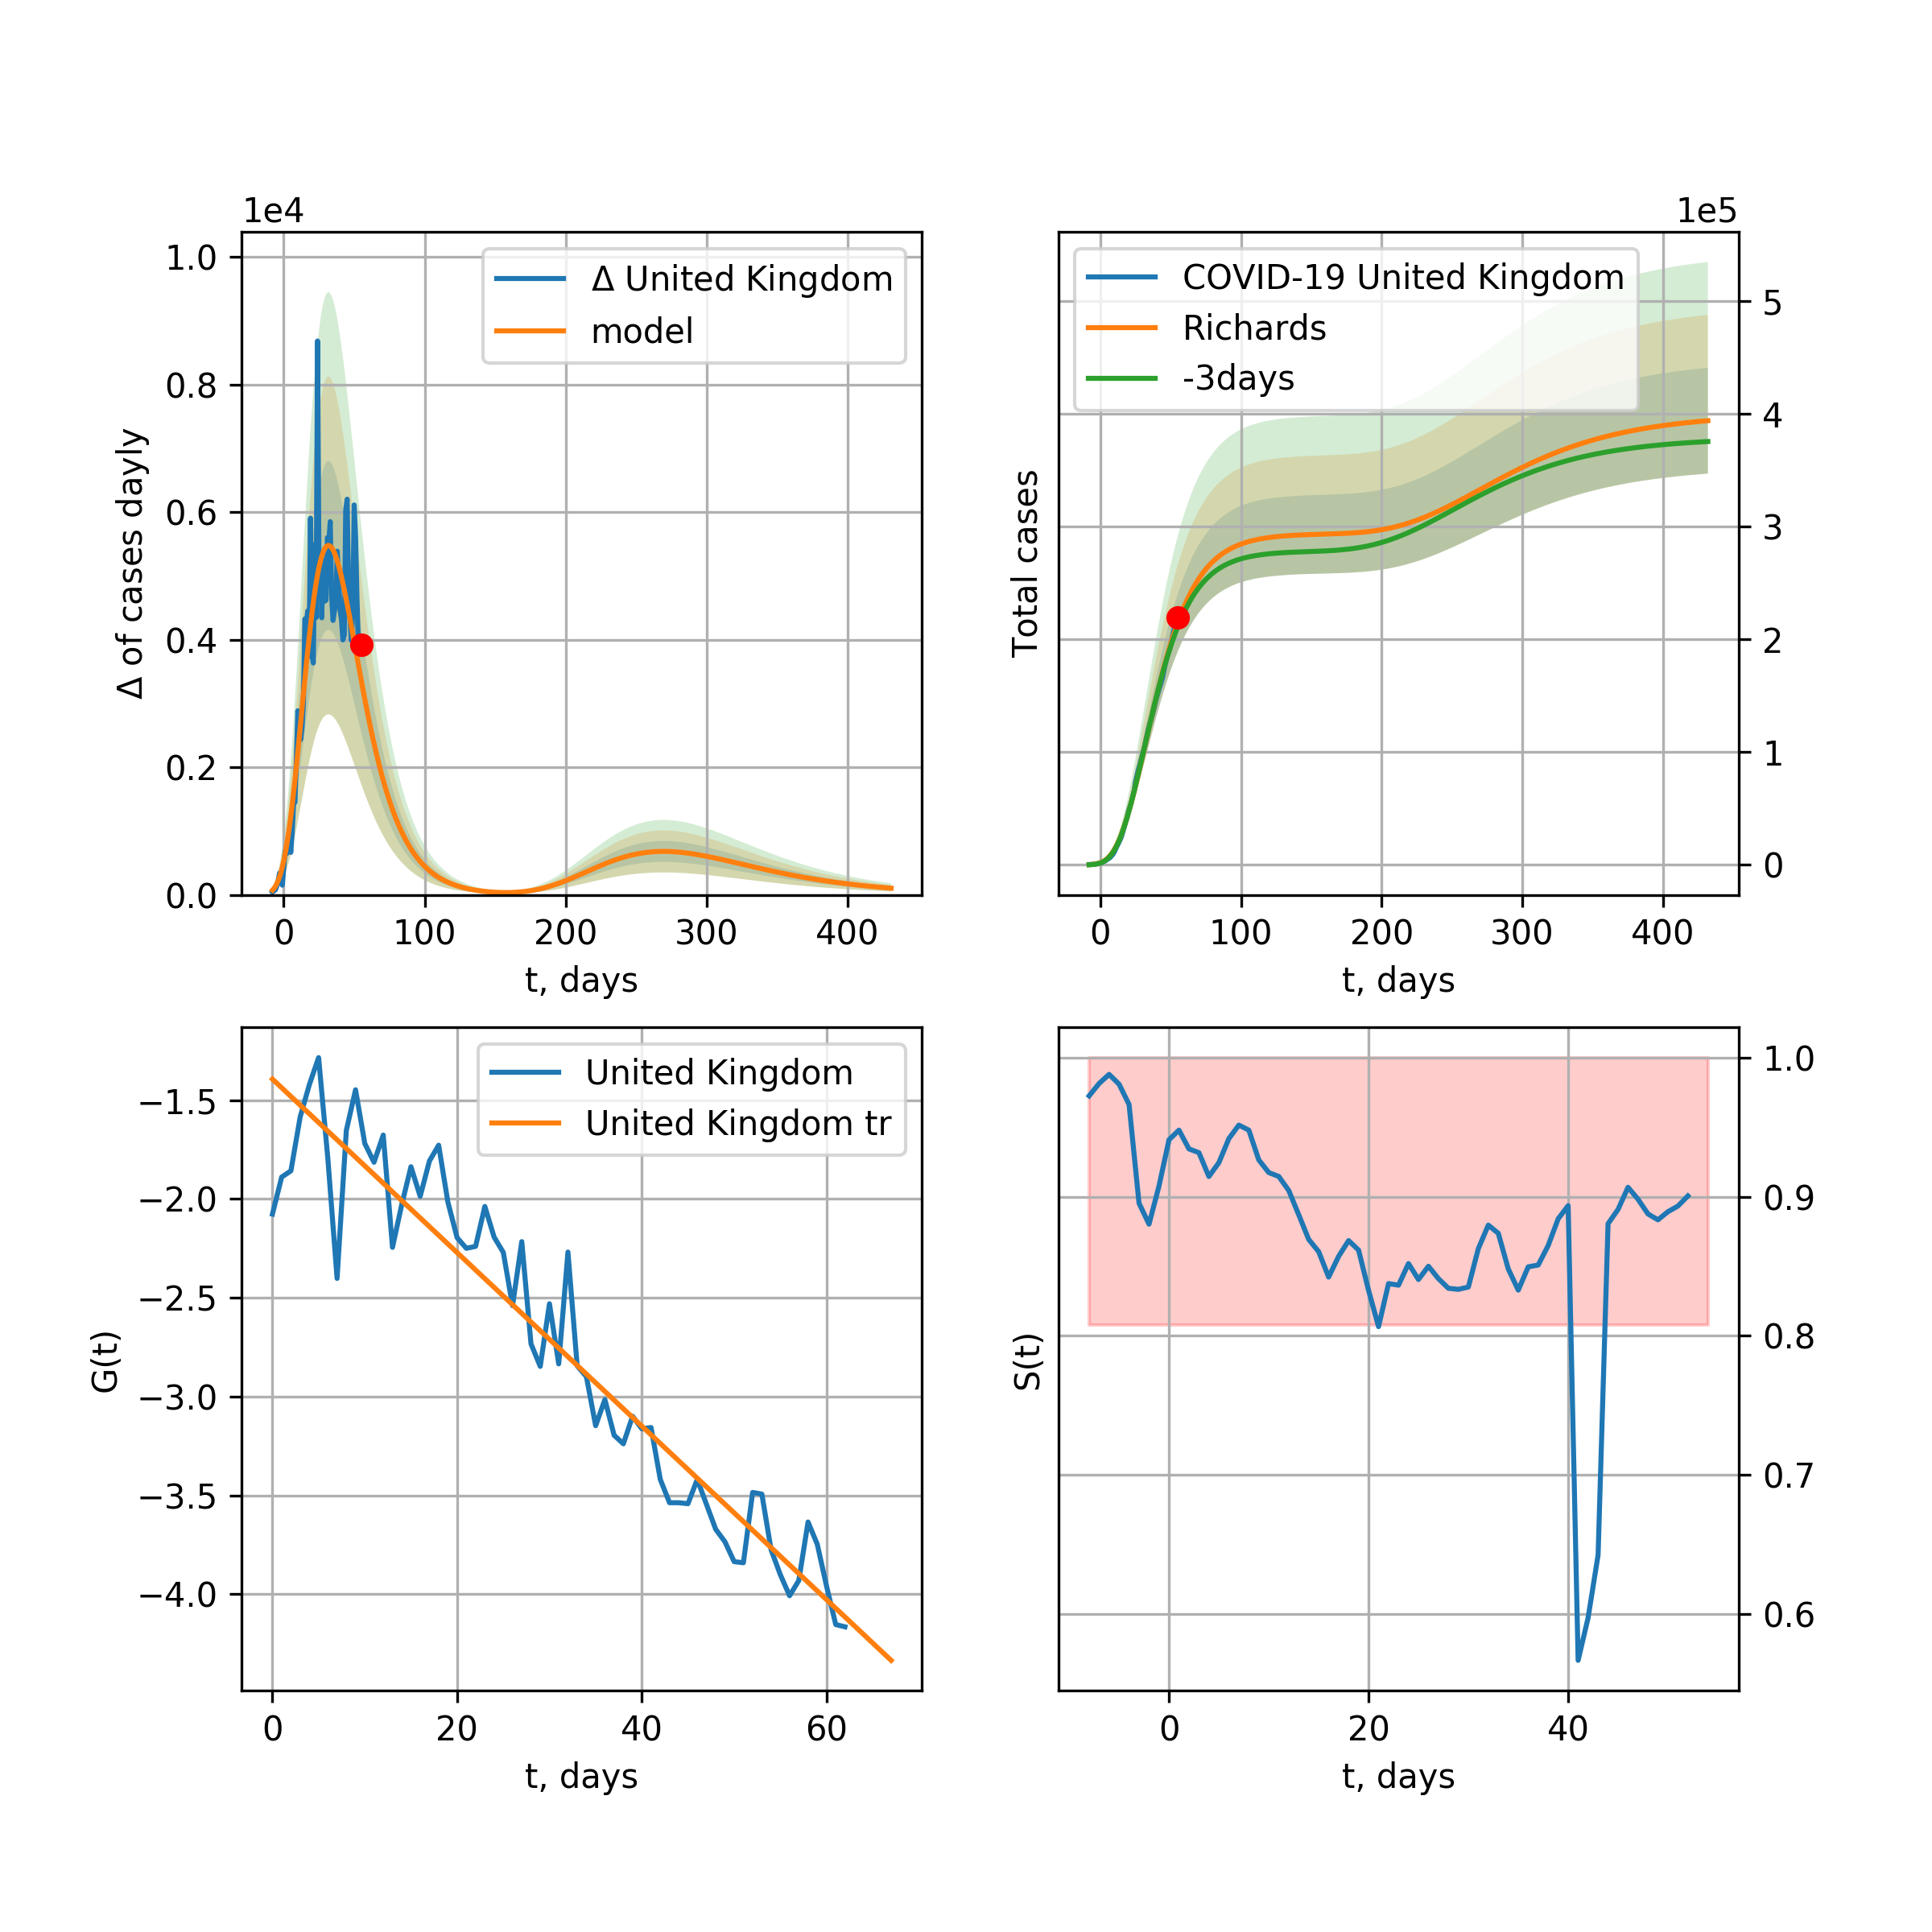 1e4
1.0
0.8
0.6
0.4
0.2
0.0
Δ of cases dayly
Δ United Kingdom
model
0 100 200 300 400
t, days
1e5
COVID-19 United Kingdom
Richards
-3days
Total cases
5
4
3
2
1
0
0 100 200 300 400
t, days
−1.5
−2.0
−2.5
−3.0
−3.5
−4.0
G(t)
United Kingdom
United Kingdom tr
0 20 40 60
t, days
S(t)
1.0
0.9
0.8
0.7
0.6
0 20 40
t, days